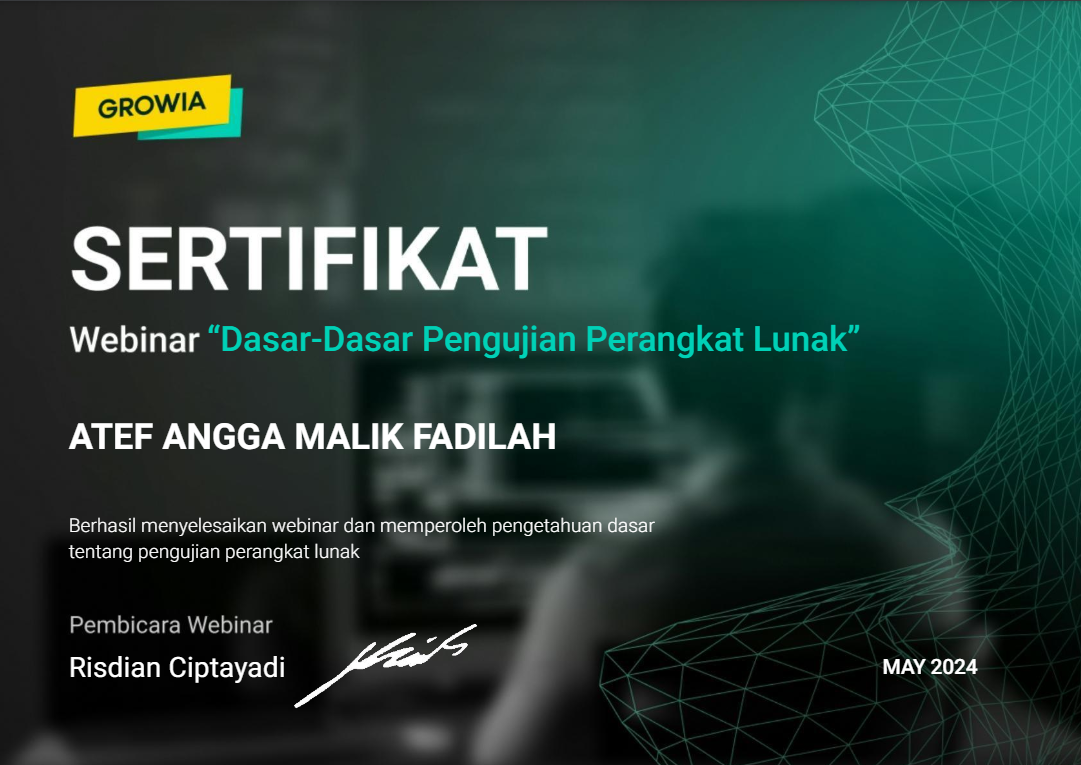 GROWIA
SERTIFIKAT
Webinar “Dasar-Dasar Pengujian Perangkat Lunak”
ATEF ANGGA MALIK FADILAH
Berhasil menyelesaikan webinar dan memperoleh pengetahuan dasar
tentang pengujian perangkat lunak
Pembicara Webinar
Risdian Ciptayadi
MAY 2024